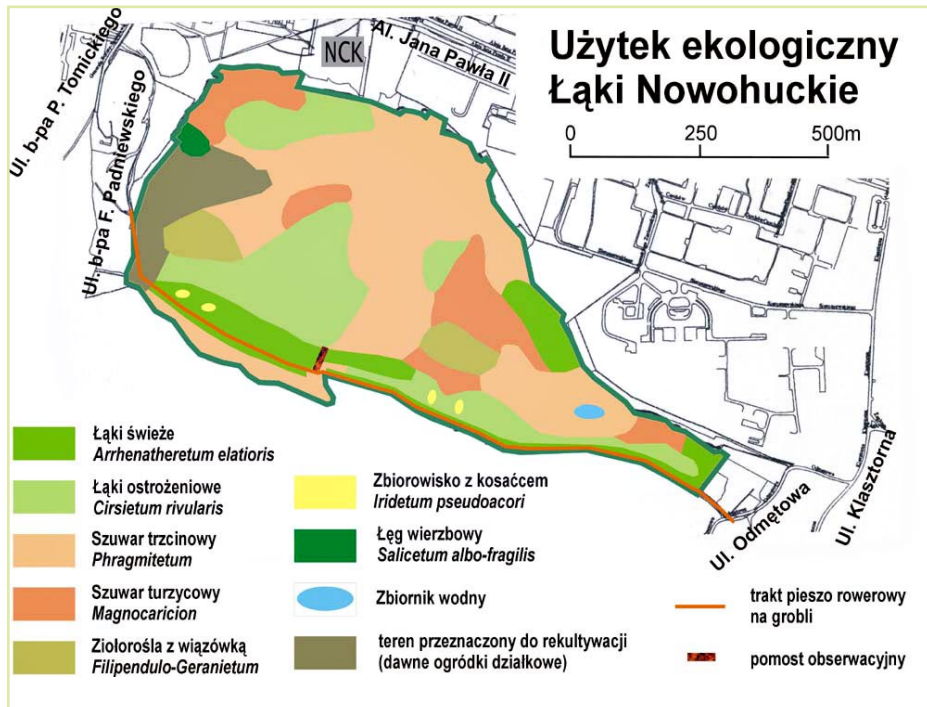 Użytek ekologiczny
Łąki Nowohuckie
0 250 500m
NCK
Al. Jana Pawła II
Ul. b-pa P. Tomickiego
Ul. b-pa F. Padniewskiego
Ul. Odmętowa
Ul. Klasztorna
Łąki świeże
Arrhenatheretum elatioris
Łąki ostrożeniowe
Cirsietum rivularis
Szuwar trzcinowy
Phragmitetum
Szuwar turzycowy
Magnocaricion
Ziołorośla z wiązówką
Filipendulo-Geranietum
Zbiorowisko z kosaćcem
Iridetum pseudoacori
Łęg wierzbowy
Salicetum albo-fragilis
Zbiornik wodny
teren przeznaczony do rekultywacji
(dawne ogródki działkowe)
trakt pieszo rowerowy
na grobli
pomost obserwacyjny